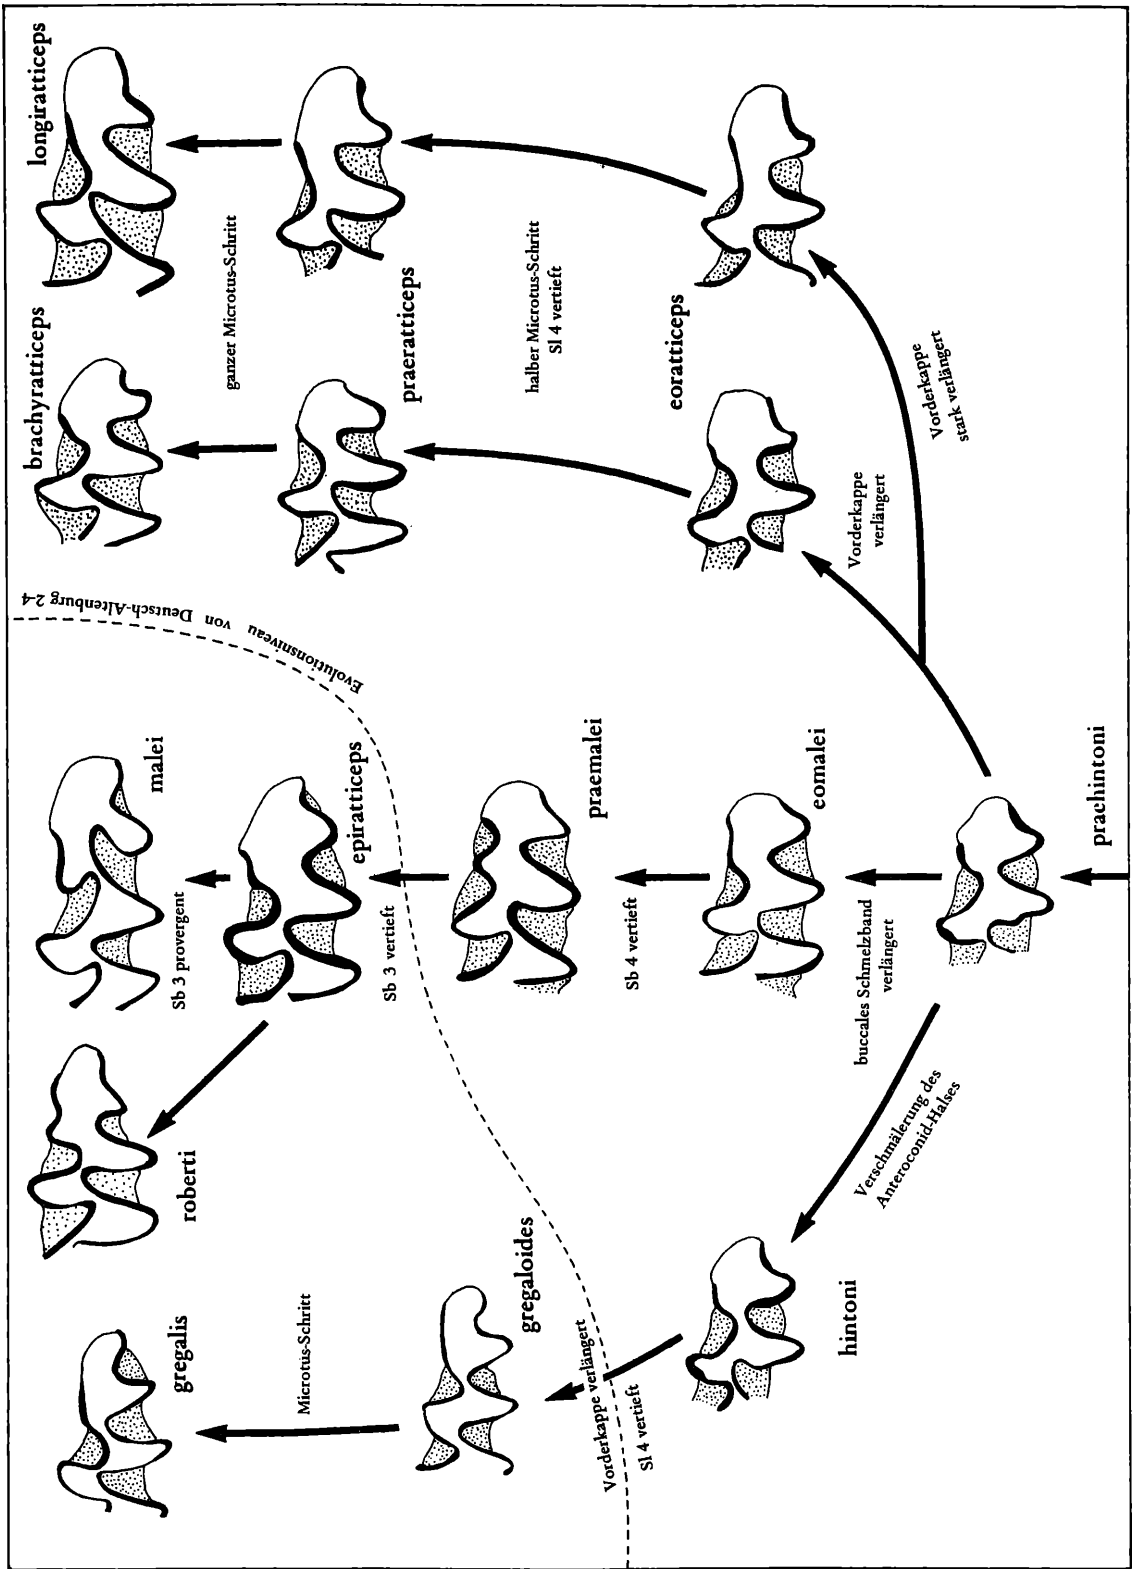 longiratticeps
brachyratticeps
ganzer Microtus-Schritt
praeratticeps
halber Microtus-Schritt
Sl 4 vertieft
eoratticeps
Vorderkappe
stark verlängert
Vorderkappe
verlängert
Evolutionsniveau von Deutsch-Altenburg 2-4
malei
Sb 3 provergent
epiratticeps
Sb 3 vertieft
praemalei
Sb 4 vertieft
eomalei
buccales Schmelzband
verlängert
prachintoni
roberti
Verschmälerung des
Anteroconid-Halses
gregalis
Microtus-Schritt
gregaloides
Vorderkappe verlängert
Sl 4 vertieft
hintoni